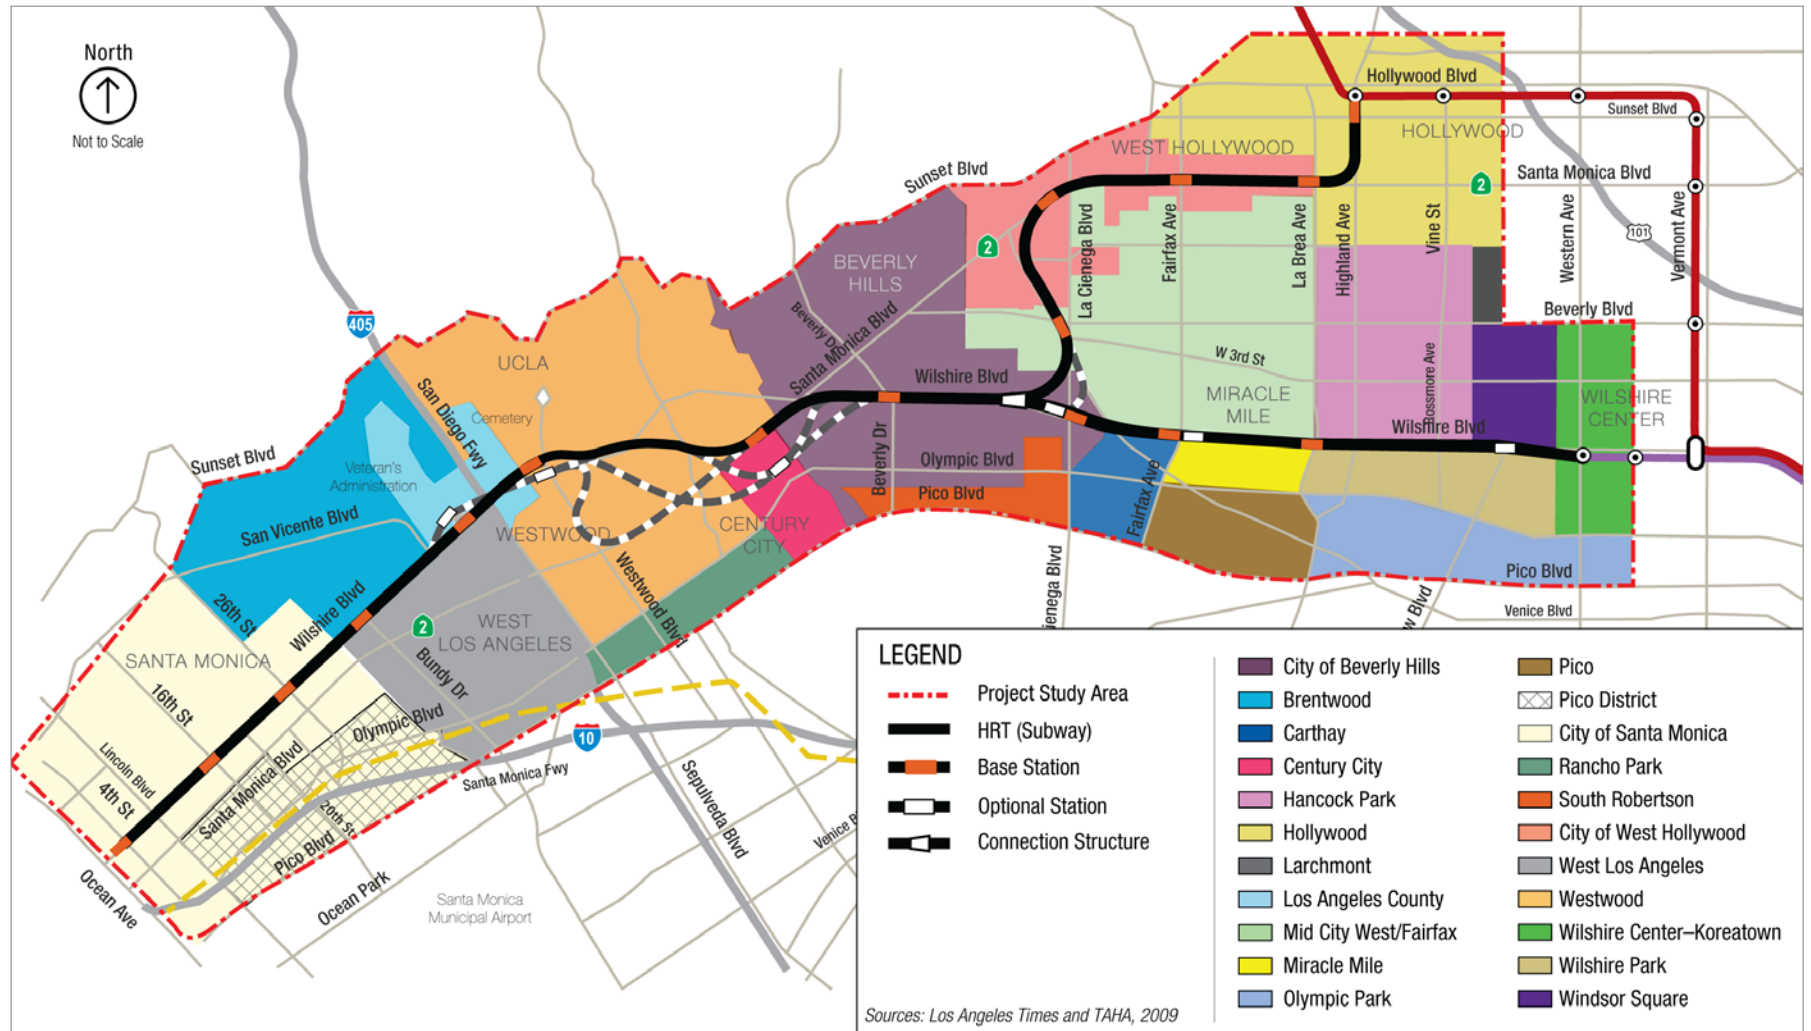 North
Not to Scale
Hollywood Blvd
Sunset Blvd
HOLLYWOOD
WEST HOLLYWOOD
Santa Monica Blvd
2
Sunset Blvd
La Cienega Blvd
Fairfax Ave
La Brea Ave
Highland Ave
Vine St
Western Ave
Vermont Ave
101
2
BEVERLY
HILLS
Beverly Dr
Santa Monica Blvd
Beverly Blvd
405
UCLA
Cemetery
San Diego Fwy
W 3rd St
Rossmore Ave
Wilshire Blvd
MIRACLE
MILE
Wilshire Blvd
WILSHIRE
CENTER
Sunset Blvd
Veteran's
Administration
Beverly Dr
Olympic Blvd
Pico Blvd
Fairfax Ave
San Vicente Blvd
WESTWOOD
CENTURY
CITY
Westwood Blvd
ienega Blvd
Pico Blvd
w Blvd
Venice Blvd
26th St
Wilshire Blvd
2
WEST
LOS ANGELES
SANTA MONICA
Bundy Dr
16th St
Olympic Blvd
10
Lincoln Blvd
4th St
Santa Monica Blvd
20th St
Pico Blvd
Santa Monica Fwy
Sepulveda Blvd
Venice B
Ocean Ave
Ocean Park
Santa Monica
Municipal Airport
LEGEND
Project Study Area
HRT (Subway)
Base Station
Optional Station
Connection Structure
City of Beverly Hills
Brentwood
Carthay
Century City
Hancock Park
Hollywood
Larchmont
Los Angeles County
Mid City West/Fairfax
Miracle Mile
Olympic Park
Pico
Pico District
City of Santa Monica
Rancho Park
South Robertson
City of West Hollywood
West Los Angeles
Westwood
Wilshire Center–Koreatown
Wilshire Park
Windsor Square
Sources: Los Angeles Times and TAHA, 2009